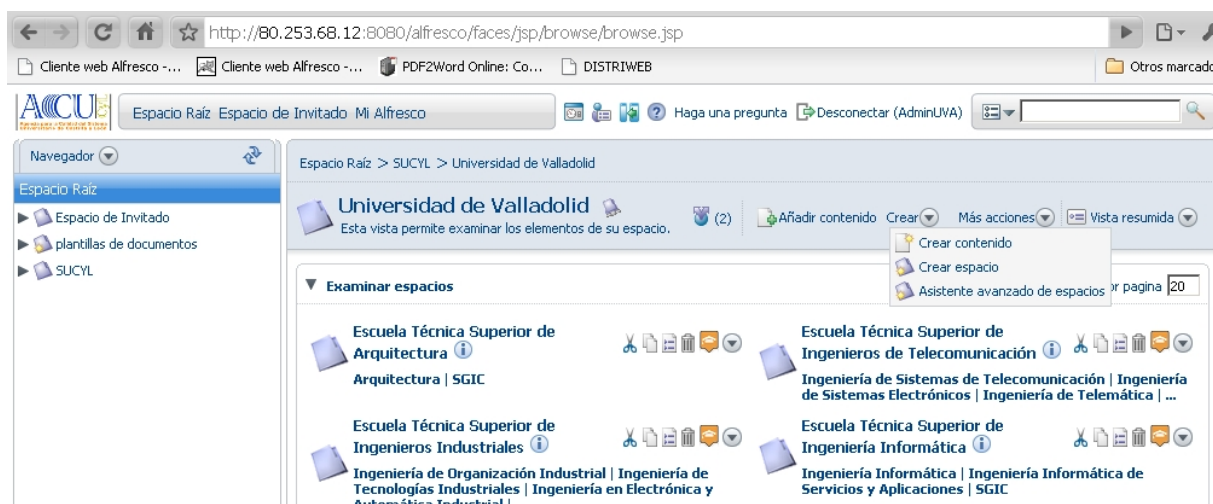 http://80.253.68.12:8080/alfresco/faces/jsp/browse/browse.jsp
Cliente web Alfresco -... Cliente web Alfresco -... PDF2Word Online: Co... DISTRIWEB Otros marcado
ACCU
Espacio Raíz Espacio de Invitado Mi Alfresco Haga una pregunta Desconectar (AdminUVA)
Navegador
Espacio Raíz > SUCYL > Universidad de Valladolid
Espacio Raíz
Espacio de Invitado
plantillas de documentos
SUCYL
Universidad de Valladolid
Esta vista permite examinar los elementos de su espacio.
(2) Añadir contenido Crear Más acciones Vista resumida
Crear contenido
Crear espacio
Asistente avanzado de espacios
Examinar espacios
or pagina 20
Escuela Técnica Superior de
Arquitectura
Arquitectura | SGIC
Escuela Técnica Superior de
Ingenieros de Telecomunicación
Ingeniería de Sistemas de Telecomunicación | Ingeniería
de Sistemas Electrónicos | Ingeniería de Telemática | ...
Escuela Técnica Superior de
Ingenieros Industriales
Ingeniería de Organización Industrial | Ingeniería de
Tecnologías Industriales | Ingeniería en Electrónica y
Automática Industrial |
Escuela Técnica Superior de
Ingeniería Informática
Ingeniería Informática | Ingeniería Informática de
Servicios y Aplicaciones | SGIC